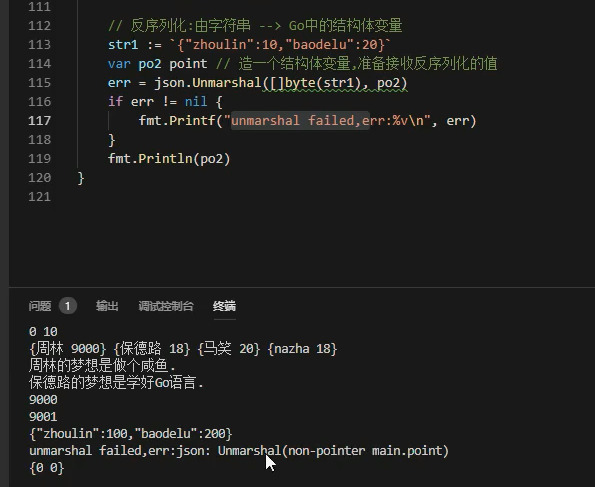 111
112 // 反序列化:由字符串 --> Go中的结构体变量
113 str1 := `{"zhoulin":10,"baodelu":20}`
114 var po2 point // 造一个结构体变量,准备接收反序列化的值
115 err = json.Unmarshal([]byte(str1), po2)
116 if err != nil {
117 fmt.Printf("unmarshal failed,err:%v\n", err)
118 }
119 fmt.Println(po2)
120 }
121
问题 1 输出 调试控制台 终端
0 10
{周林 9000} {保德路 18} {马笑 20} {nazha 18}
周林的梦想是做个咸鱼.
保德路的梦想是学好Go语言.
9000
9001
{"zhoulin":100,"baodelu":200}
unmarshal failed,err:json: Unmarshal(non-pointer main.point)
{0 0}